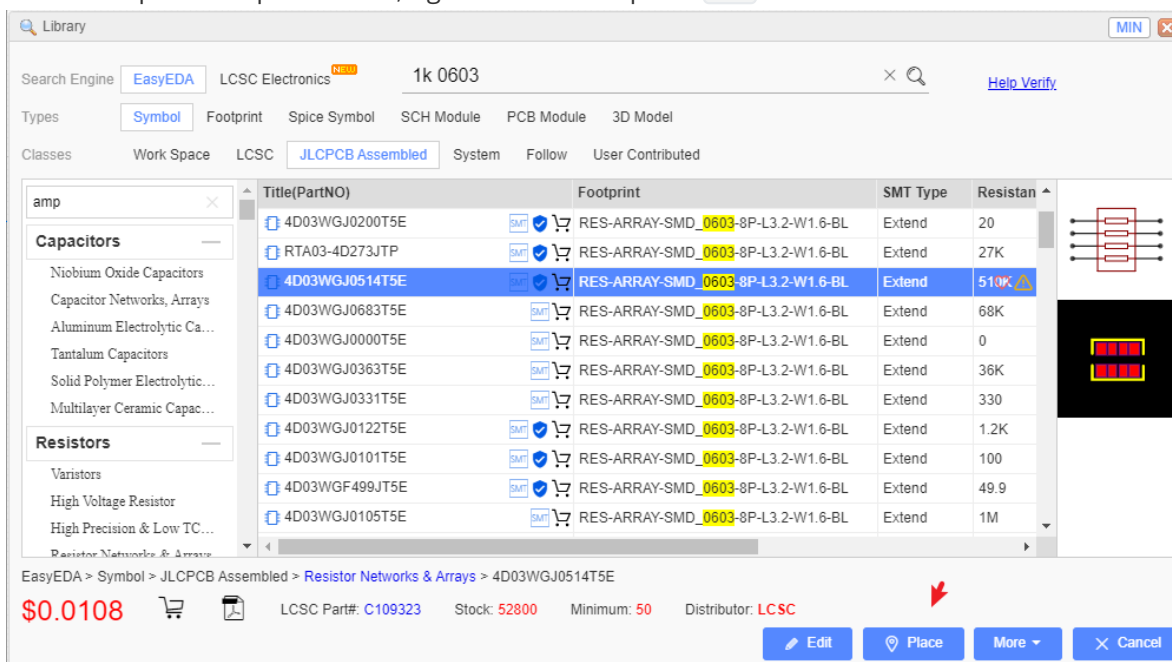 Library MIN
Search Engine EasyEDA LCSC Electronics NEW 1k 0603 Help Verify
Types Symbol Footprint Spice Symbol SCH Module PCB Module 3D Model
Classes Work Space LCSC JLCPCB Assembled System Follow User Contributed
amp Title(PartNO) Footprint SMT Type Resistan
4D03WGJ0200T5E SMT RES-ARRAY-SMD_0603-8P-L3.2-W1.6-BL Extend 20
Capacitors
RTA03-4D273JTP SMT RES-ARRAY-SMD_0603-8P-L3.2-W1.6-BL Extend 27K
Niobium Oxide Capacitors
4D03WGJ0514T5E SMT RES-ARRAY-SMD_0603-8P-L3.2-W1.6-BL Extend 510K
Capacitor Networks, Arrays
4D03WGJ0683T5E SMT RES-ARRAY-SMD_0603-8P-L3.2-W1.6-BL Extend 68K
Aluminum Electrolytic Ca...
4D03WGJ0000T5E SMT RES-ARRAY-SMD_0603-8P-L3.2-W1.6-BL Extend 0
Tantalum Capacitors
4D03WGJ0363T5E SMT RES-ARRAY-SMD_0603-8P-L3.2-W1.6-BL Extend 36K
Solid Polymer Electrolytic...
4D03WGJ0331T5E SMT RES-ARRAY-SMD_0603-8P-L3.2-W1.6-BL Extend 330
Multilayer Ceramic Capac...
4D03WGJ0122T5E SMT RES-ARRAY-SMD_0603-8P-L3.2-W1.6-BL Extend 1.2K
Resistors
4D03WGJ0101T5E SMT RES-ARRAY-SMD_0603-8P-L3.2-W1.6-BL Extend 100
Varistors
4D03WGF499JT5E SMT RES-ARRAY-SMD_0603-8P-L3.2-W1.6-BL Extend 49.9
High Voltage Resistor
4D03WGJ0105T5E SMT RES-ARRAY-SMD_0603-8P-L3.2-W1.6-BL Extend 1M
High Precision & Low TC...
Resistor Networks & Arrays
EasyEDA > Symbol > JLCPCB Assembled > Resistor Networks & Arrays > 4D03WGJ0514T5E
$0.0108 LCSC Part#: C109323 Stock: 52800 Minimum: 50 Distributor: LCSC
Edit Place More Cancel